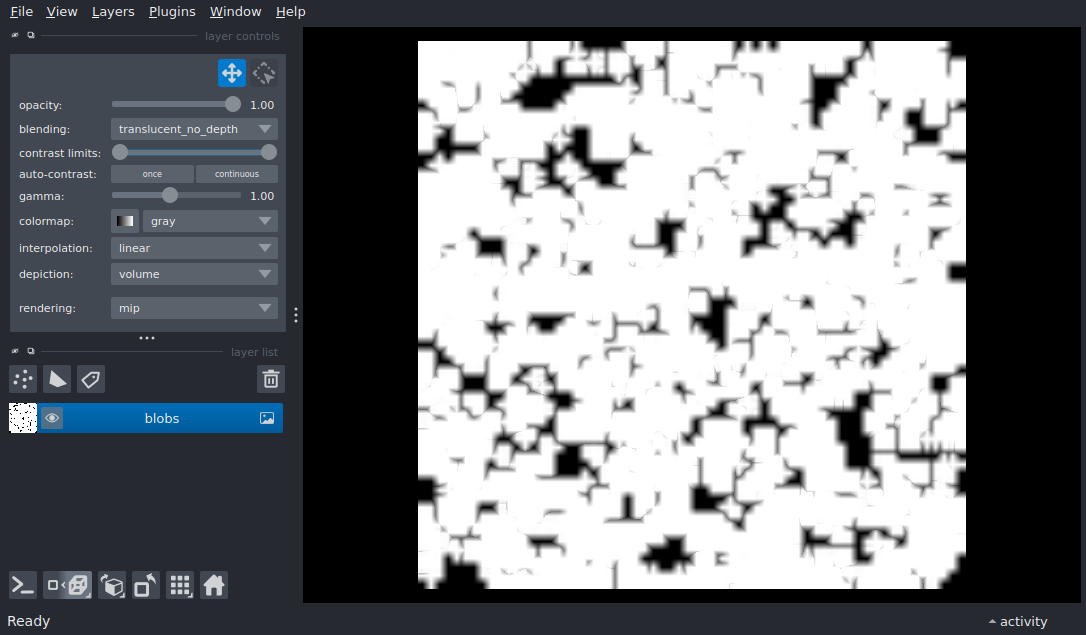 File View Layers Plugins Window Help
layer controls
opacity: 1.00
blending: translucent_no_depth
contrast limits:
auto-contrast: once continuous
gamma: 1.00
colormap: gray
interpolation: linear
depiction: volume
rendering: mip
layer list
blobs
Ready activity